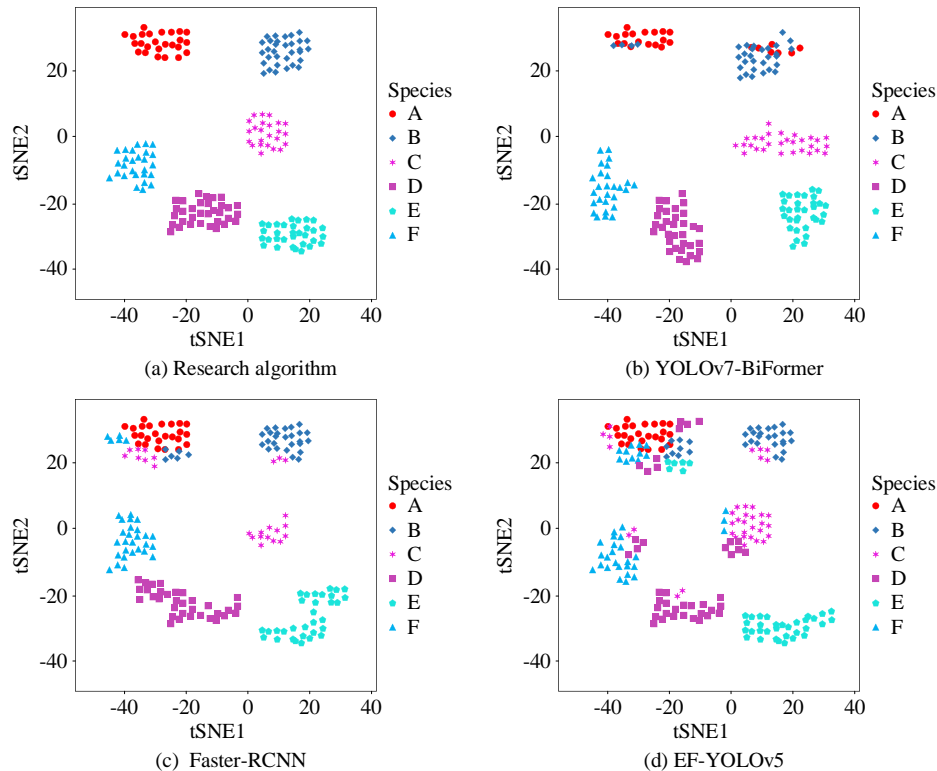 20
0
-20
-40
tSNE2
-40 -20 0 20 40
tSNE1
Species
A
B
C
D
E
F
(a) Research algorithm
20
0
-20
-40
tSNE2
-40 -20 0 20 40
tSNE1
Species
A
B
C
D
E
F
(b) YOLOv7-BiFormer
40
20
0
-20
-40
tSNE2
-40 -20 0 20 40
tSNE1
Species
A
B
C
D
E
F
(c) Faster-RCNN
40
20
0
-20
-40
tSNE2
-40 -20 0 20 40
tSNE1
Species
A
B
C
D
E
F
(d) EF-YOLOv5